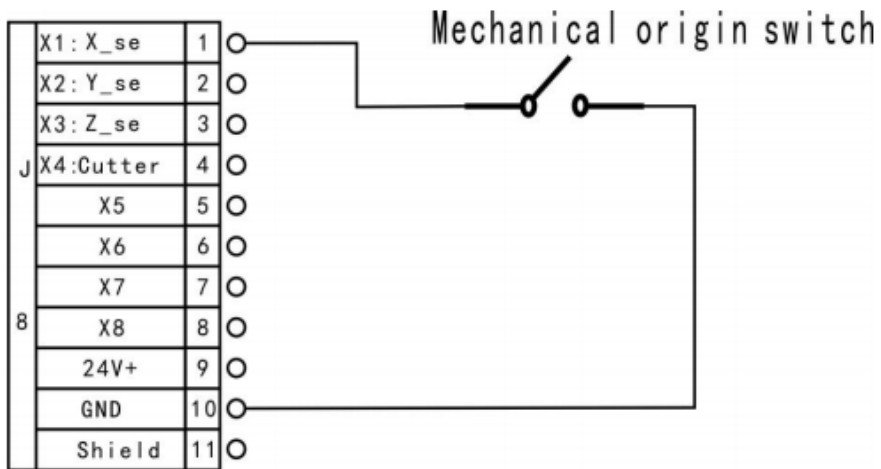 Mechanical origin switch
X1: X_se 1
X2: Y_se 2
X3: Z_se 3
J X4:Cutter 4
X5 5
X6 6
X7 7
8 X8 8
24V+ 9
GND 10
Shield 11